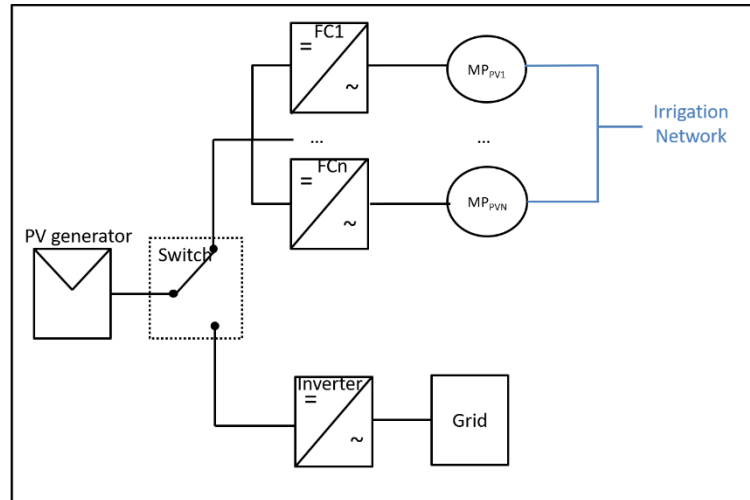 FC1
=
~
MP_PV1
Irrigation
Network
...
...
FCn
=
~
MP_PVN
PV generator
Switch
Inverter
=
~
Grid